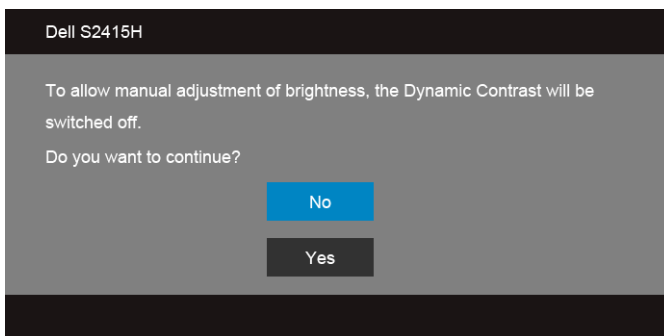 Dell S2415H
To allow manual adjustment of brightness, the Dynamic Contrast will be
switched off.
Do you want to continue?
No
Yes